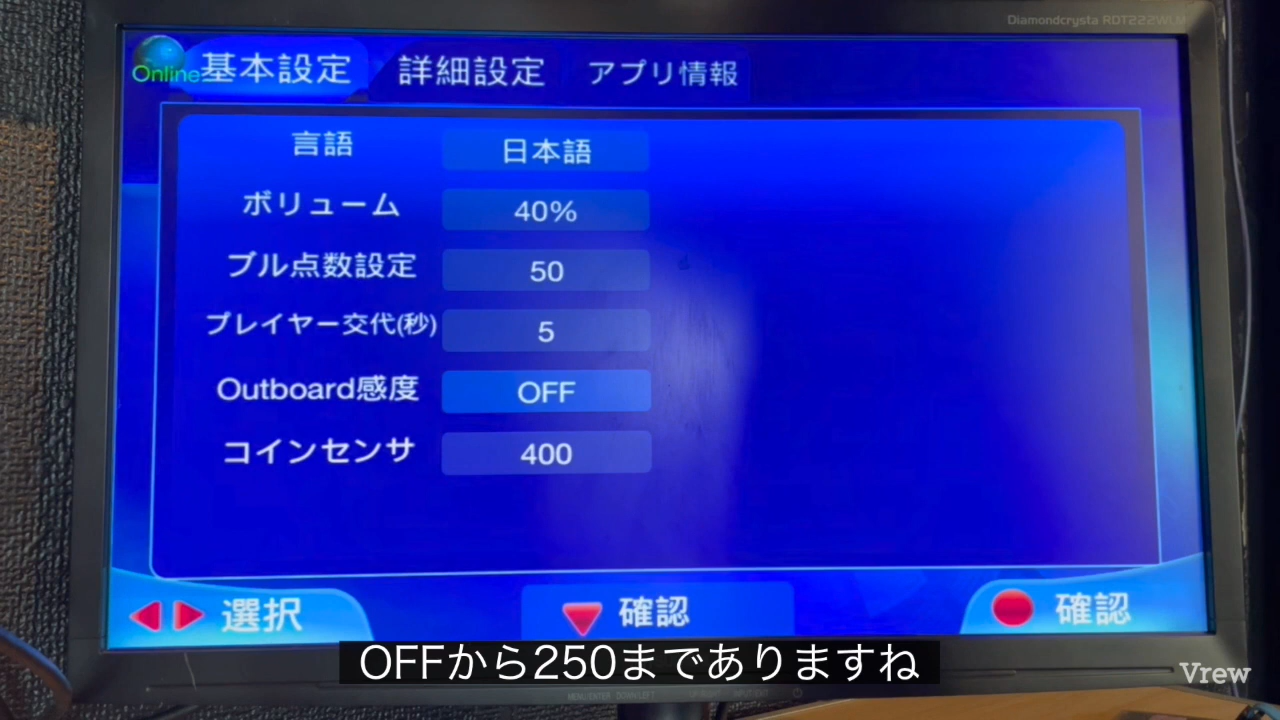 Diamondcrysta RDT222WLM
Online
基本設定
詳細設定
アプリ情報
言語
日本語
ボリューム
40%
ブル点数設定
50
プレイヤー交代(秒)
5
Outboard感度
OFF
コインセンサ
400
選択
確認
確認
OFFから250までありますね
Vrew